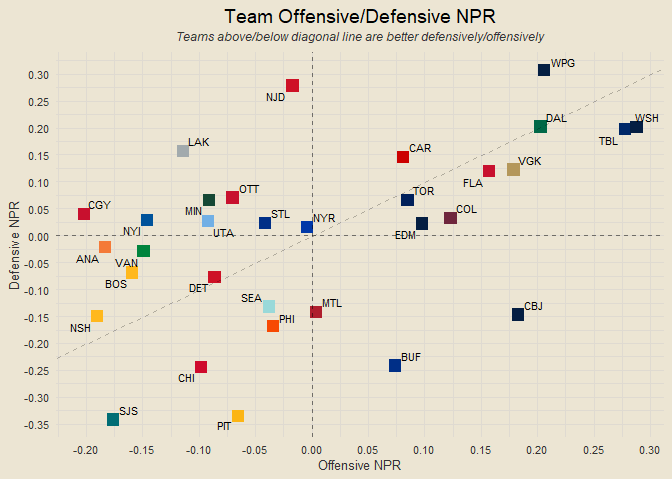 Team Offensive/Defensive NPR
Teams above/below diagonal line are better defensively/offensively
WPG
0.30
NJD
0.25
DAL
WSH
0.20
TBL
LAK
CAR
0.15
VGK
FLA
0.10
OTT
CGY
MIN
TOR
0.05
STL
NYR
COL
NYI
UTA
EDM
0.00
ANA
VAN
-0.05
BOS
DET
-0.10
SEA
MTL
CBJ
-0.15
NSH
PHI
-0.20
BUF
-0.25
CHI
-0.30
SJS
PIT
-0.35
Defensive NPR
-0.20 -0.15 -0.10 -0.05 0.00 0.05 0.10 0.15 0.20 0.25 0.30
Offensive NPR